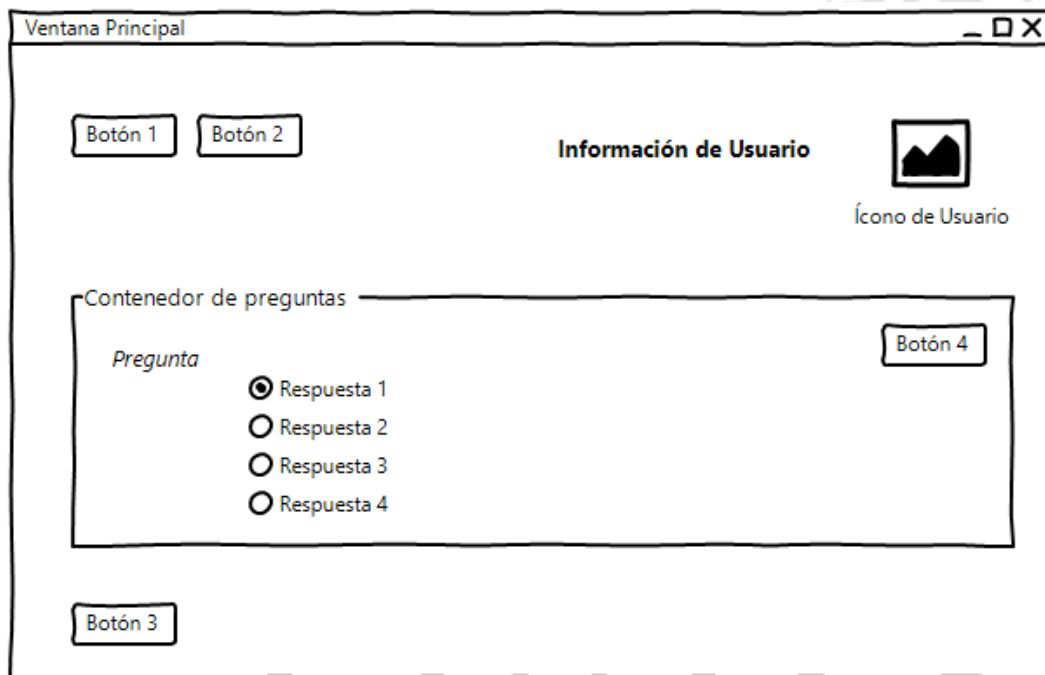 Ventana Principal
Botón 1
Botón 2
Información de Usuario
Ícono de Usuario
Contenedor de preguntas
Botón 4
Pregunta
Respuesta 1
Respuesta 2
Respuesta 3
Respuesta 4
Botón 3